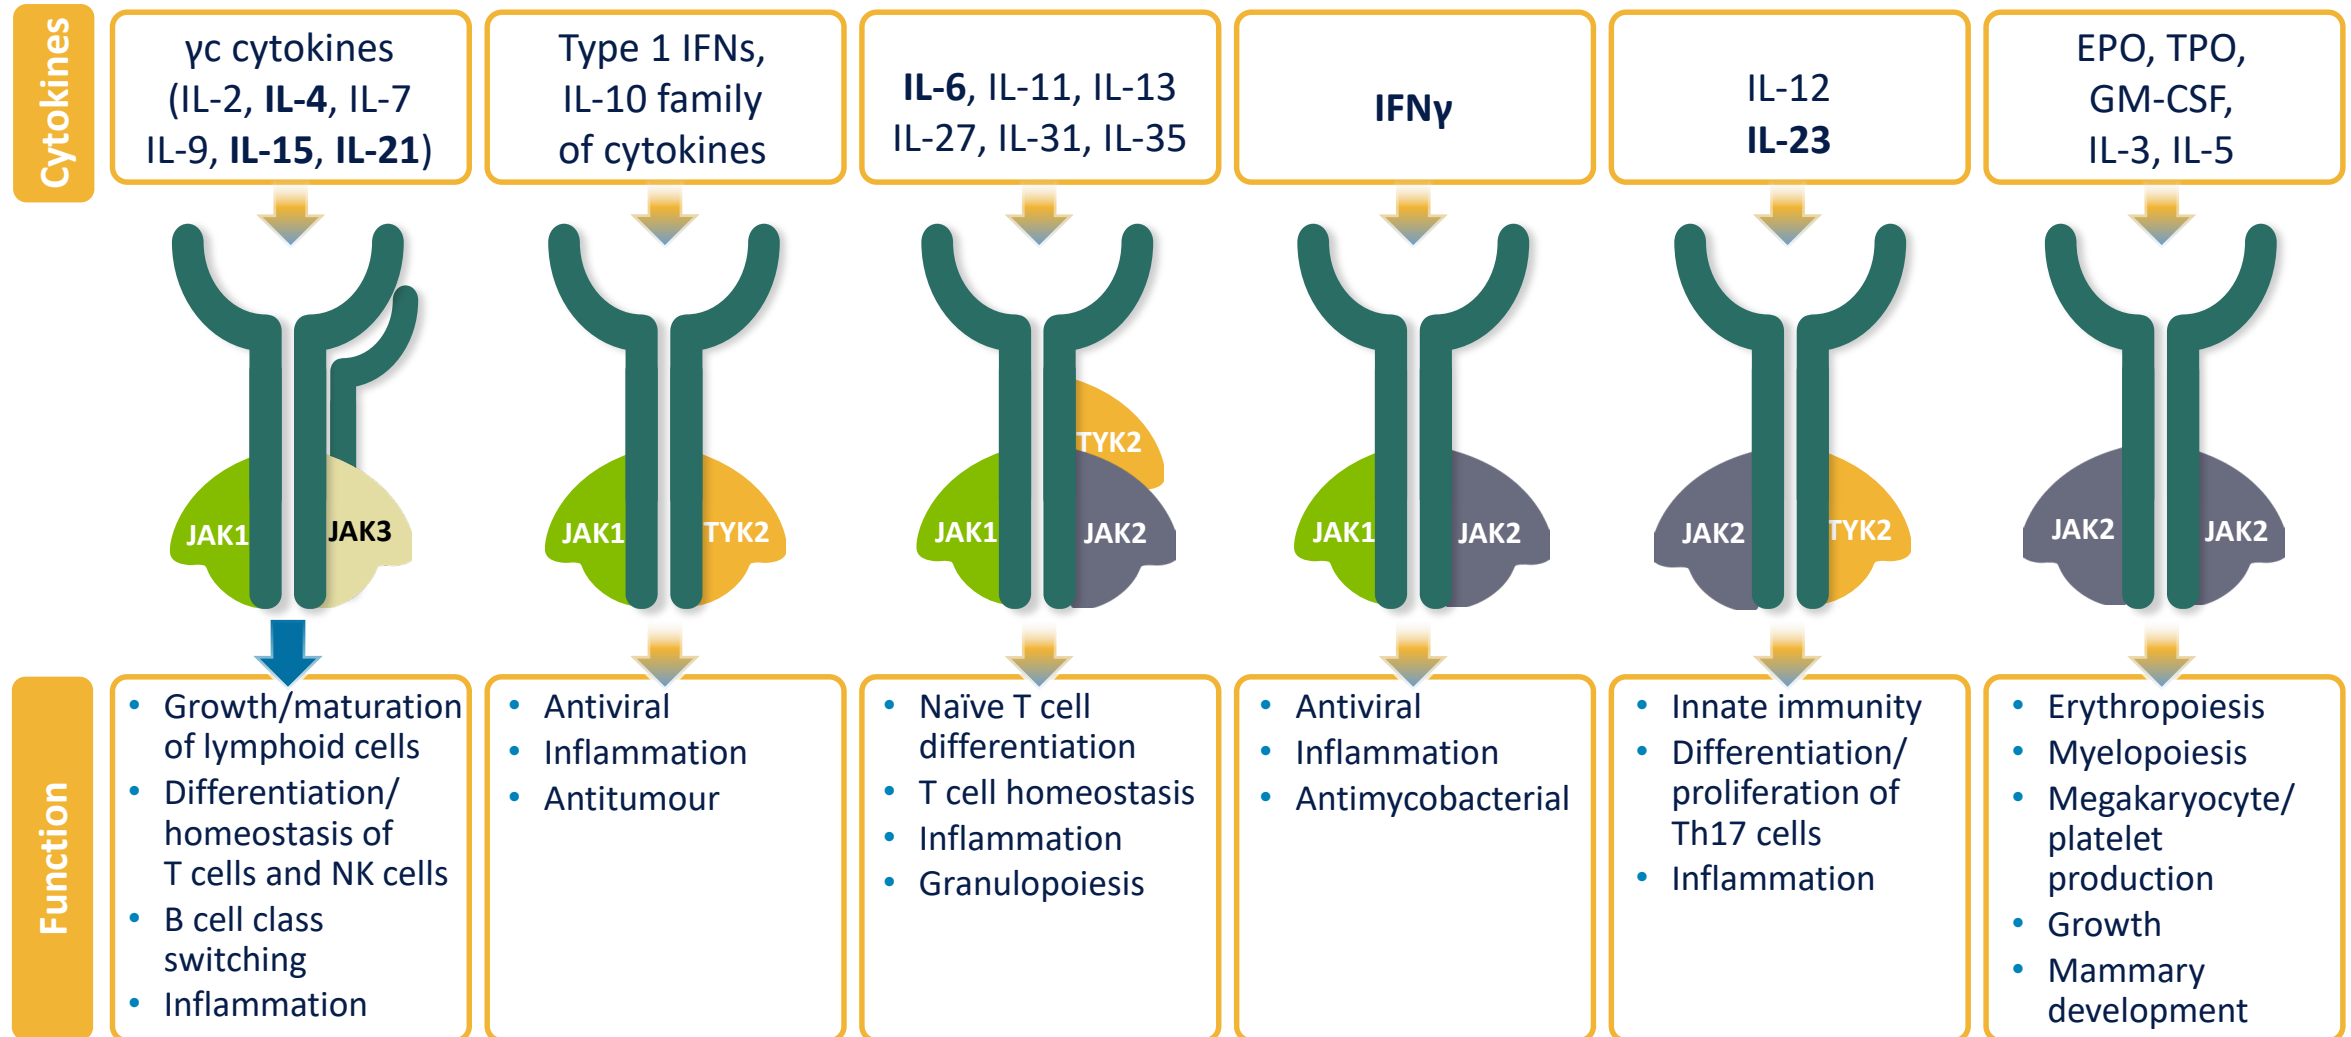 Cytokines
γc cytokines
(IL-2, IL-4, IL-7
IL-9, IL-15, IL-21)
Type 1 IFNs,
IL-10 family
of cytokines
IL-6, IL-11, IL-13
IL-27, IL-31, IL-35
IFNγ
IL-12
IL-23
EPO, TPO,
GM-CSF,
IL-3, IL-5
JAK1
JAK3
JAK1
TYK2
JAK1
TYK2
JAK2
JAK1
JAK2
JAK2
TYK2
JAK2
JAK2
Function
• Growth/maturation
of lymphoid cells
• Differentiation/
homeostasis of
T cells and NK cells
• B cell class
switching
• Inflammation
• Antiviral
• Inflammation
• Antitumour
• Naïve T cell
differentiation
• T cell homeostasis
• Inflammation
• Granulopoiesis
• Antiviral
• Inflammation
• Antimycobacterial
• Innate immunity
• Differentiation/
proliferation of
Th17 cells
• Inflammation
• Erythropoiesis
• Myelopoiesis
• Megakaryocyte/
platelet
production
• Growth
• Mammary
development